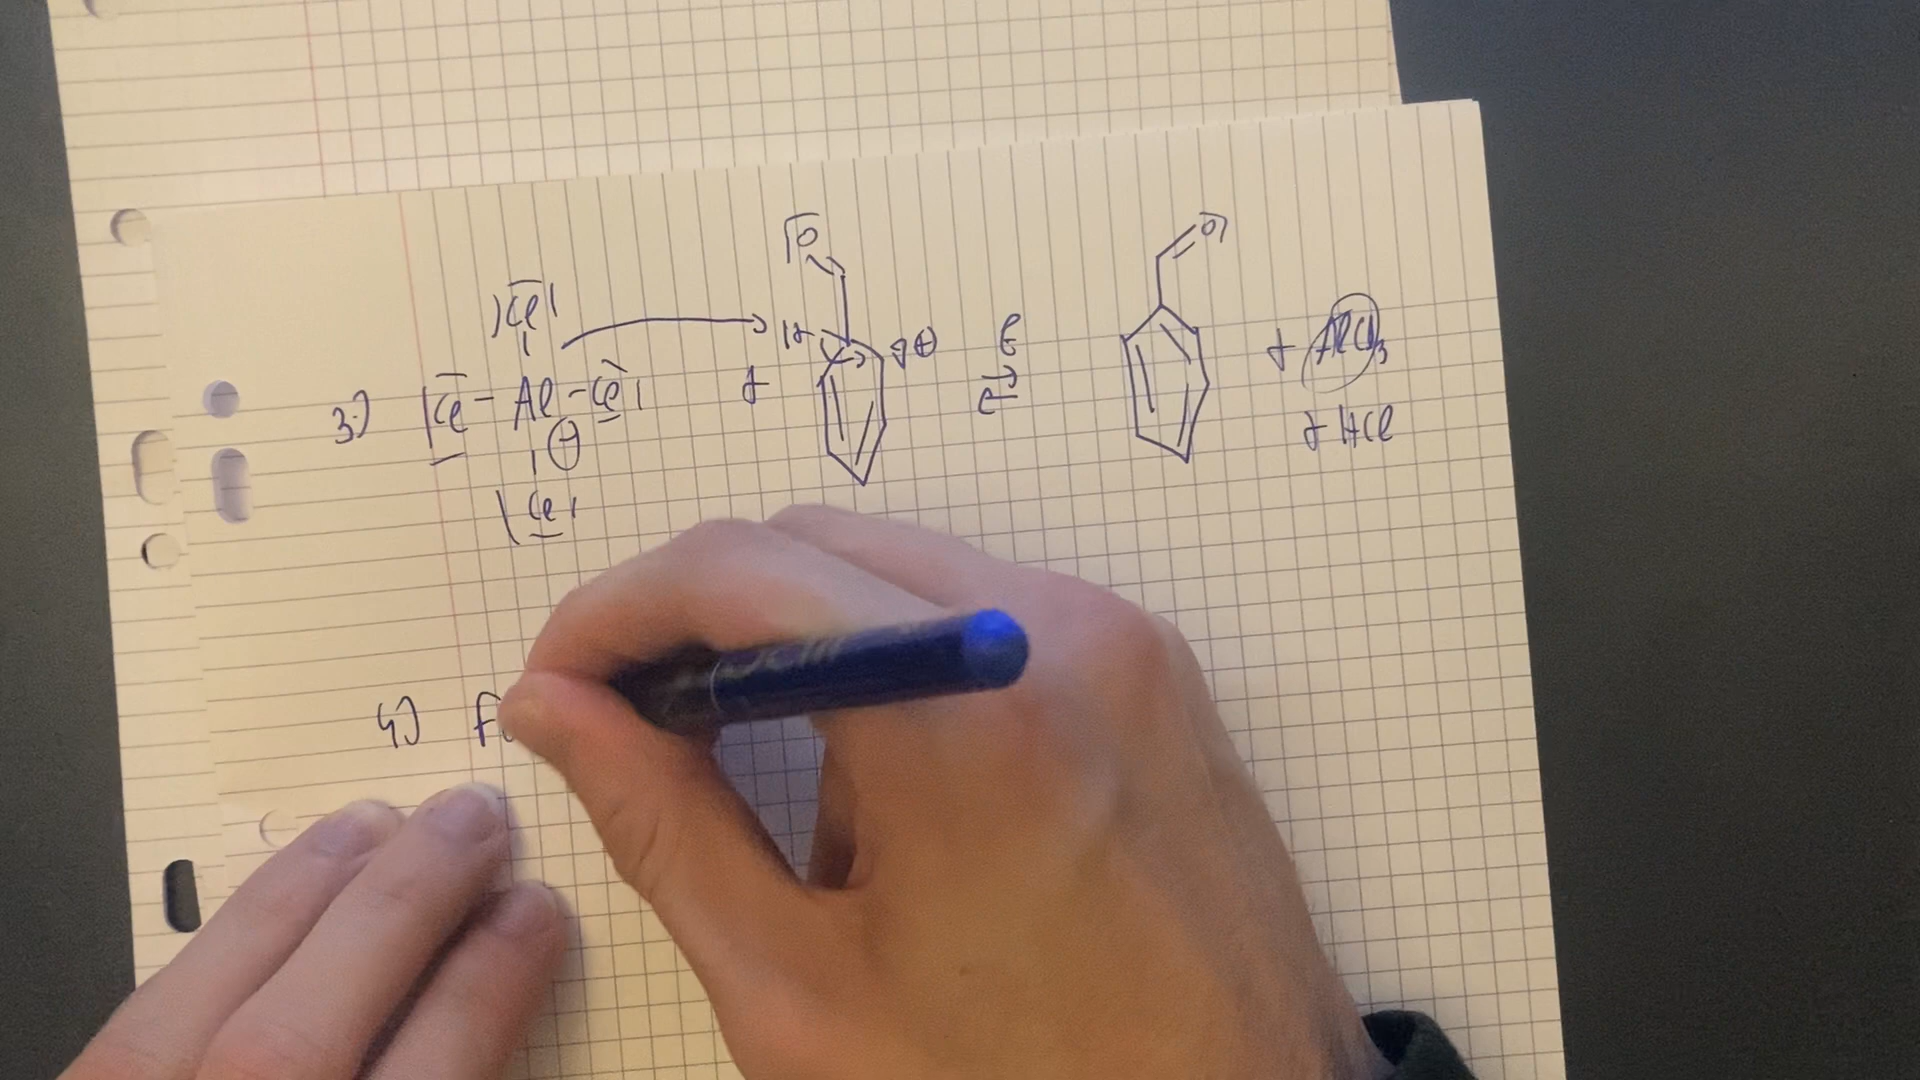 |O
O|
|Cl|
H
⊕
3.) |Cl - Al - Cl| + ⇌ + AlCl3
⊖
+ HCl
|Cl|
4.)